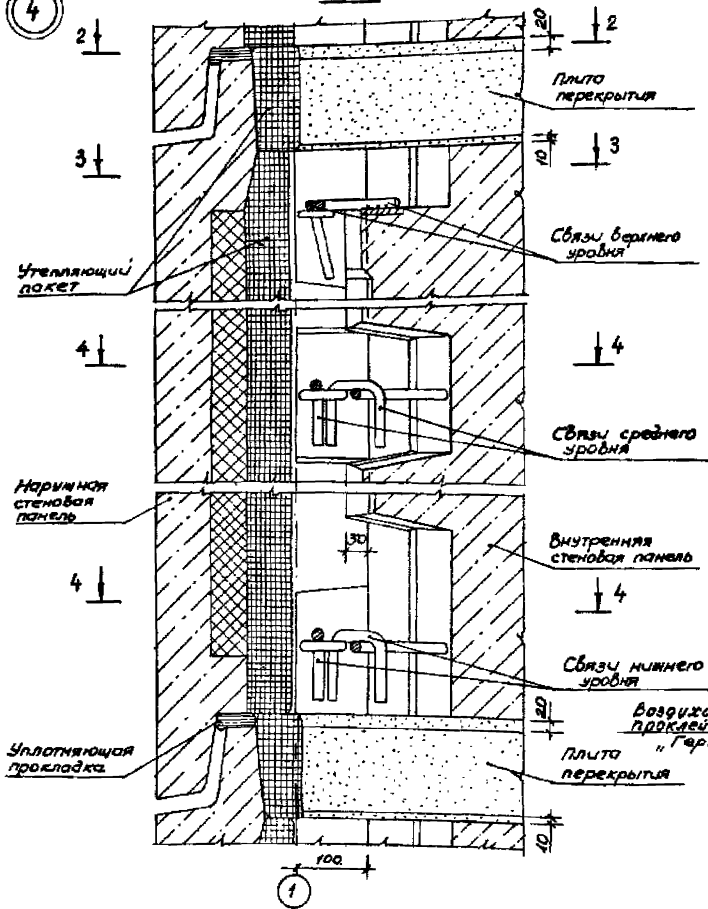 4
2
2
20
Плита
перекрытия
3
3
10
Связи верхнего
уровня
Утепляющий
пакет
4
4
Связи среднего
уровня
Наружная
стеновая
панель
30
Внутренняя
стеновая панель
4
4
Связи нижнего
уровня
20
Уплотняющая
прокладка
Плита
перекрытия
10
100
1